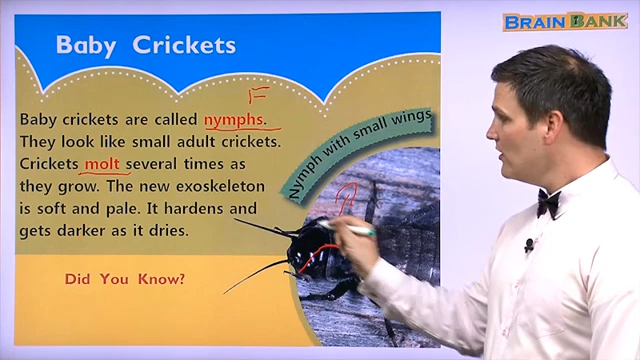 BRAIN BANK
Baby Crickets
F
Baby crickets are called nymphs.
They look like small adult crickets.
Crickets molt several times as
they grow. The new exoskeleton
is soft and pale. It hardens and
gets darker as it dries.
Nymph with small wings
Did You Know?